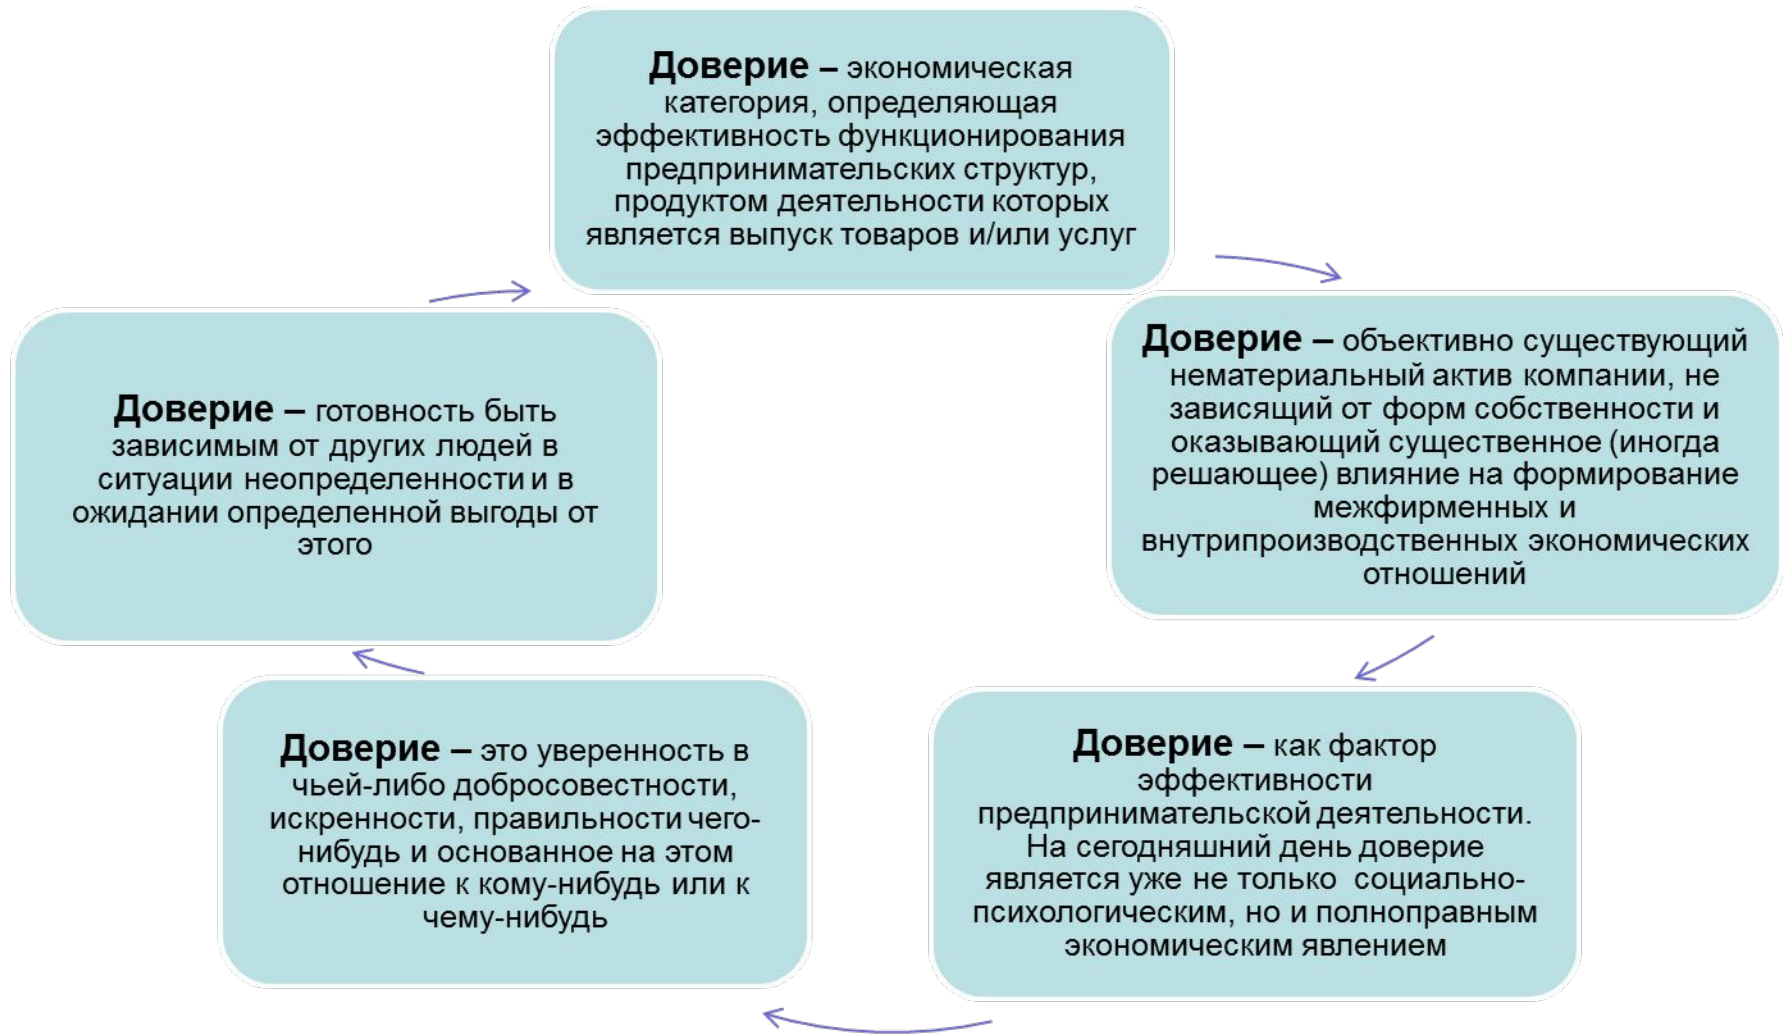 Доверие – экономическая
категория, определяющая
эффективность функционирования
предпринимательских структур,
продуктом деятельности которых
является выпуск товаров и/или услуг
Доверие – объективно существующий
нематериальный актив компании, не
зависящий от форм собственности и
оказывающий существенное (иногда
решающее) влияние на формирование
межфирменных и
внутрипроизводственных экономических
отношений
Доверие – как фактор
эффективности
предпринимательской деятельности.
На сегодняшний день доверие
является уже не только социально-
психологическим, но и полноправным
экономическим явлением
Доверие – это уверенность в
чьей-либо добросовестности,
искренности, правильности чего-
нибудь и основанное на этом
отношение к кому-нибудь или к
чему-нибудь
Доверие – готовность быть
зависимым от других людей в
ситуации неопределенности и в
ожидании определенной выгоды от
этого